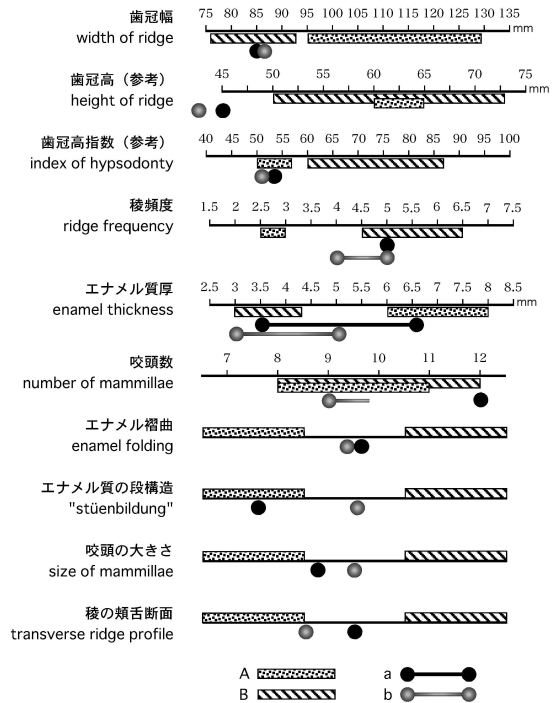 歯冠幅
width of ridge
75 80 85 90 95 100 105 110 115 120 125 130 135 mm
歯冠高（参考）
height of ridge
45 50 55 60 65 70 75 mm
歯冠高指数（参考）
index of hypsodonty
40 45 50 55 60 65 70 75 80 85 90 95 100
稜頻度
ridge frequency
1.5 2 2.5 3 3.5 4 4.5 5 5.5 6 6.5 7 7.5
エナメル質厚
enamel thickness
2.5 3 3.5 4 4.5 5 5.5 6 6.5 7 7.5 8 8.5 mm
咬頭数
number of mammillae
7 8 9 10 11 12
エナメル褶曲
enamel folding
エナメル質の段構造
"stüenbildung"
咬頭の大きさ
size of mammillae
稜の頬舌断面
transverse ridge profile
A a
B b